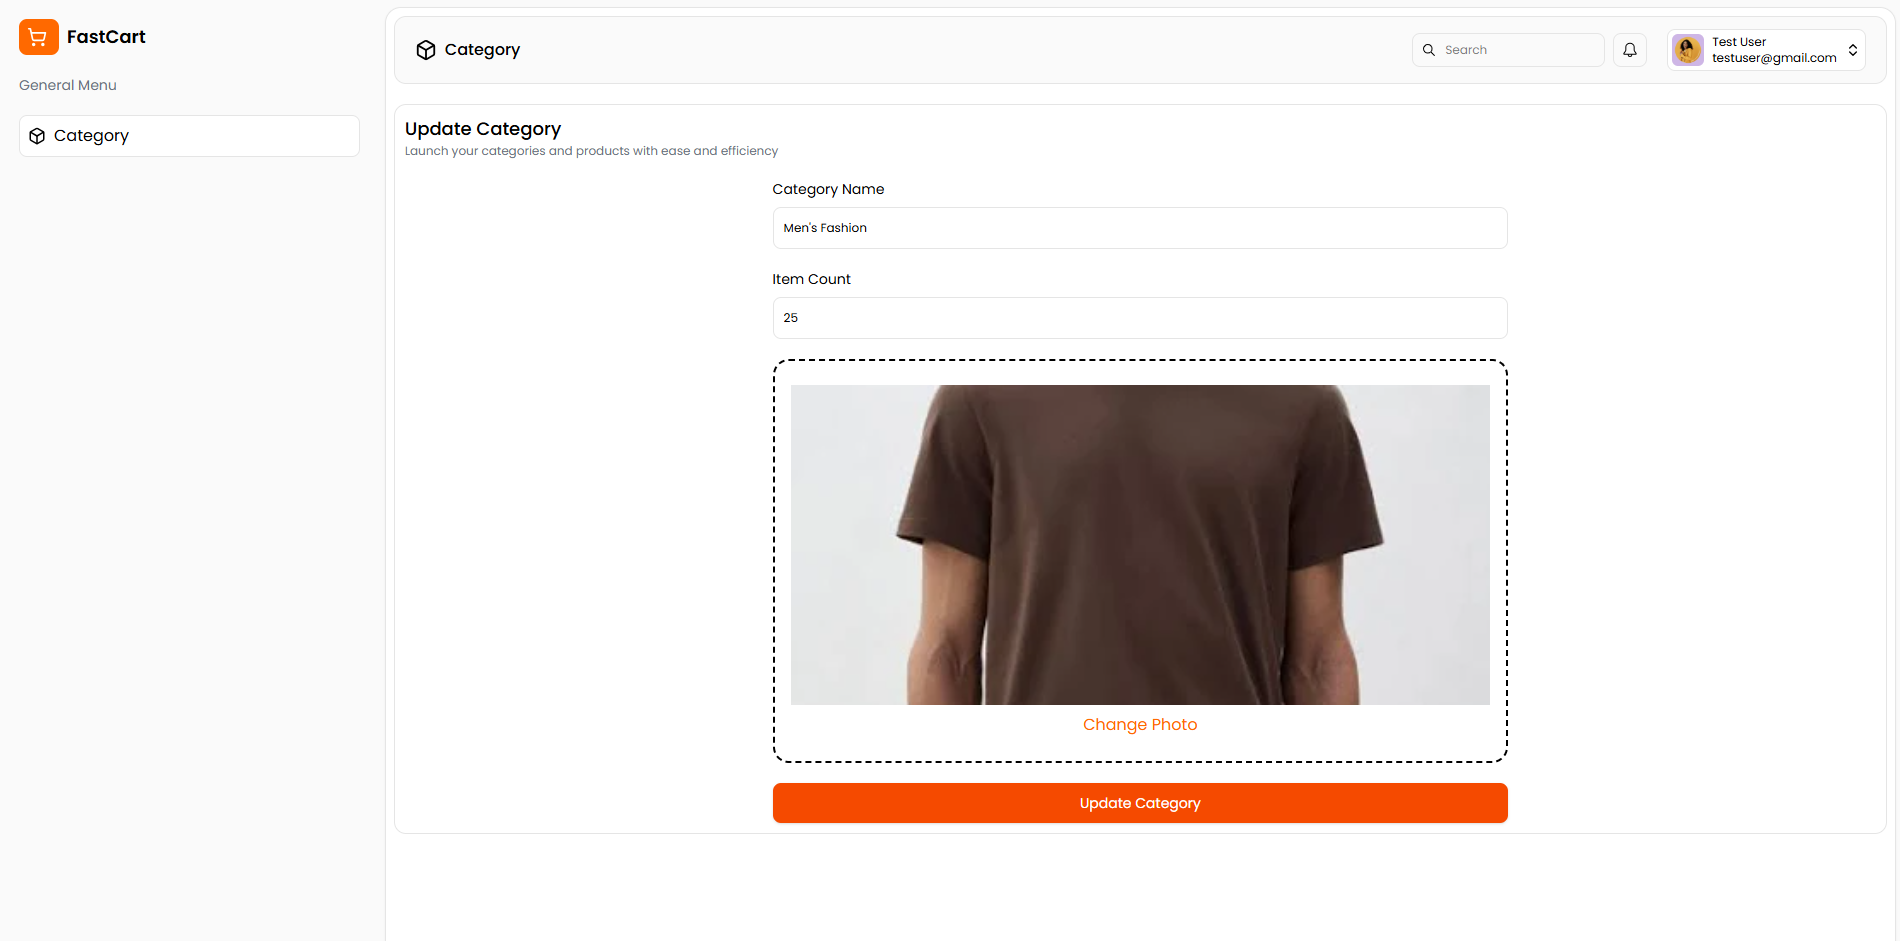 FastCart
General Menu
Category
Category
Search
Test User
testuser@gmail.com
Update Category
Launch your categories and products with ease and efficiency
Category Name
Men's Fashion
Item Count
25
Change Photo
Update Category